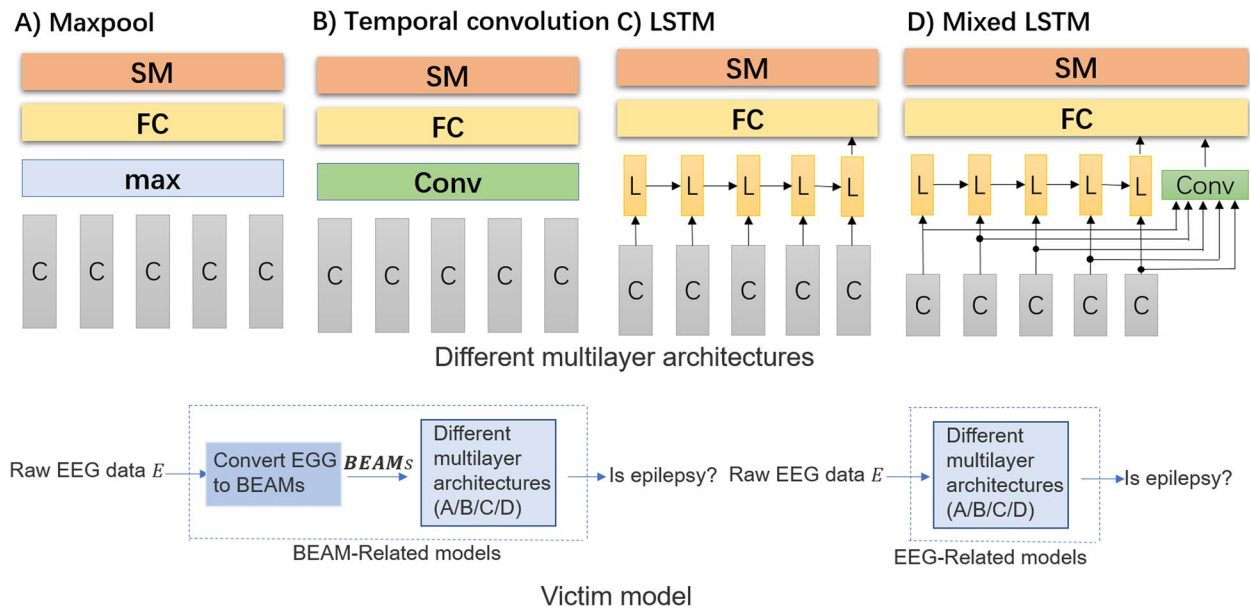 A) Maxpool
SM
FC
max
C C C C C
B) Temporal convolution
SM
FC
Conv
C C C C C
C) LSTM
SM
FC
L L L L L
C C C C C
D) Mixed LSTM
SM
FC
L L L L L
Conv
C C C C C
Different multilayer architectures
Raw EEG data E
Convert EGG
to BEAMs
BEAMs
Different
multilayer
architectures
(A/B/C/D)
Is epilepsy?
BEAM-Related models
Raw EEG data E
Different
multilayer
architectures
(A/B/C/D)
Is epilepsy?
EEG-Related models
Victim model